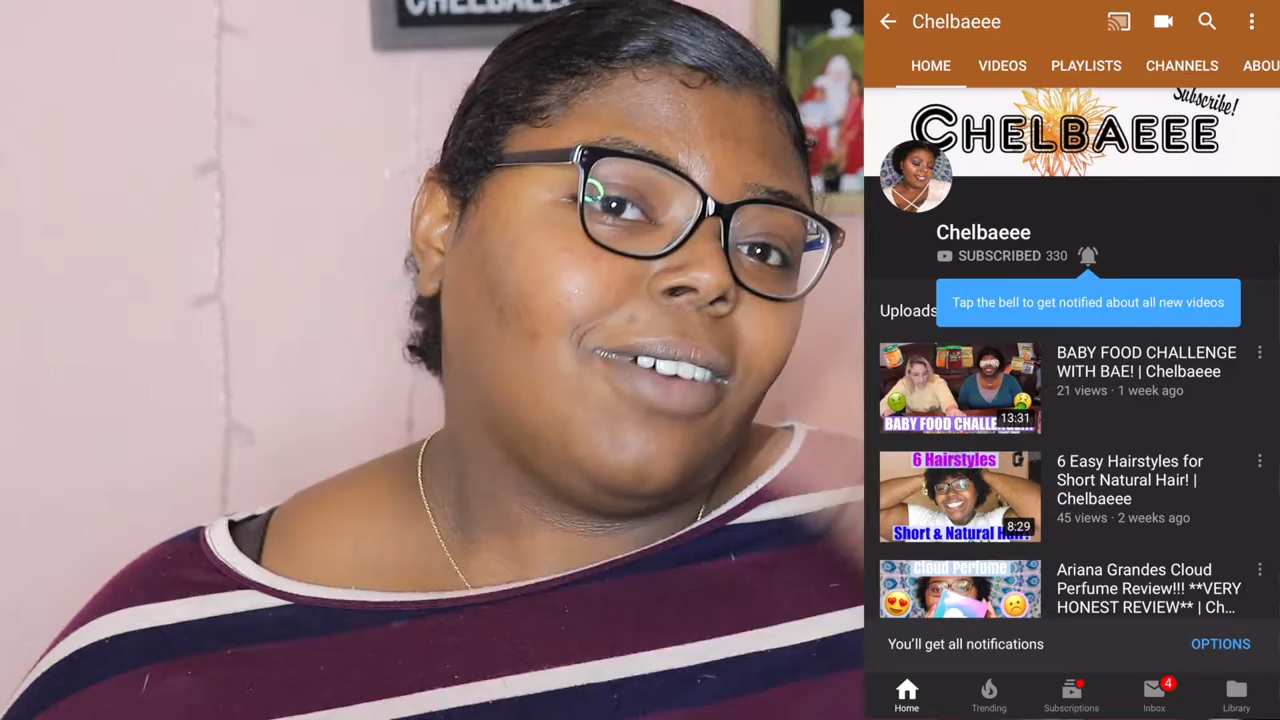 CHELBAEEE
Chelbaeee
HOME VIDEOS PLAYLISTS CHANNELS ABOU
Subscribe!
CHELBAEEE
Chelbaeee
SUBSCRIBED 330
Tap the bell to get notified about all new videos
Uploads
BABY FOOD CHALLENGE
WITH BAE! | Chelbaeee
21 views · 1 week ago
13:31
BABY FOOD CHALLEN
6 Hairstyles
6 Easy Hairstyles for
Short Natural Hair! |
Chelbaeee
45 views · 2 weeks ago
8:29
Short & Natural Hair!
Cloud Perfume
Ariana Grandes Cloud
Perfume Review!!! **VERY
HONEST REVIEW** | Ch...
You'll get all notifications OPTIONS
4
Home Trending Subscriptions Inbox Library